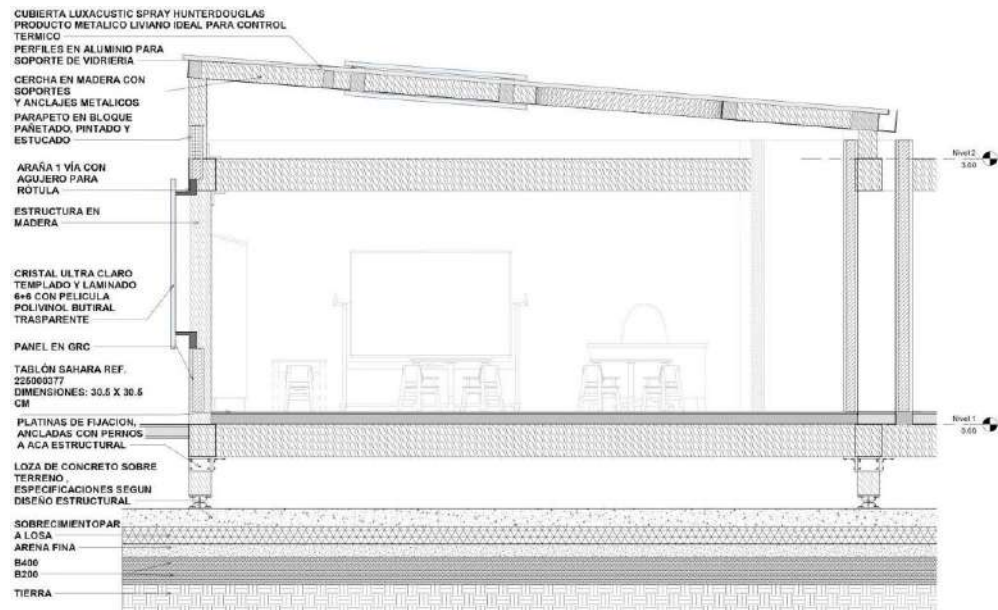 CUBIERTA LUXACUSTIC SPRAY HUNTERDOUGLAS
PRODUCTO METALICO LIVIANO IDEAL PARA CONTROL
TERMICO
PERFILES EN ALUMINIO PARA
SOPORTE DE VIDRIERIA
CERCHA EN MADERA CON
SOPORTES
Y ANCLAJES METALICOS
PARAPETO EN BLOQUE
PAÑETADO, PINTADO Y
ESTUCADO
ARAÑA 1 VÍA CON
AGUJERO PARA
RÓTULA
ESTRUCTURA EN
MADERA
CRISTAL ULTRA CLARO
TEMPLADO Y LAMINADO
6+6 CON PELICULA
POLIVINOL BUTIRAL
TRASPARENTE
PANEL EN GRC
TABLÓN SAHARA REF.
225000377
DIMENSIONES: 30.5 X 30.5
CM
PLATINAS DE FIJACION,
ANCLADAS CON PERNOS
A ACA ESTRUCTURAL
LOZA DE CONCRETO SOBRE
TERRENO ,
ESPECIFICACIONES SEGUN
DISEÑO ESTRUCTURAL
SOBRECIMIENTOPAR
A LOSA
ARENA FINA
B400
B200
TIERRA
Nivel 2
3.60
Nivel 1
0.00